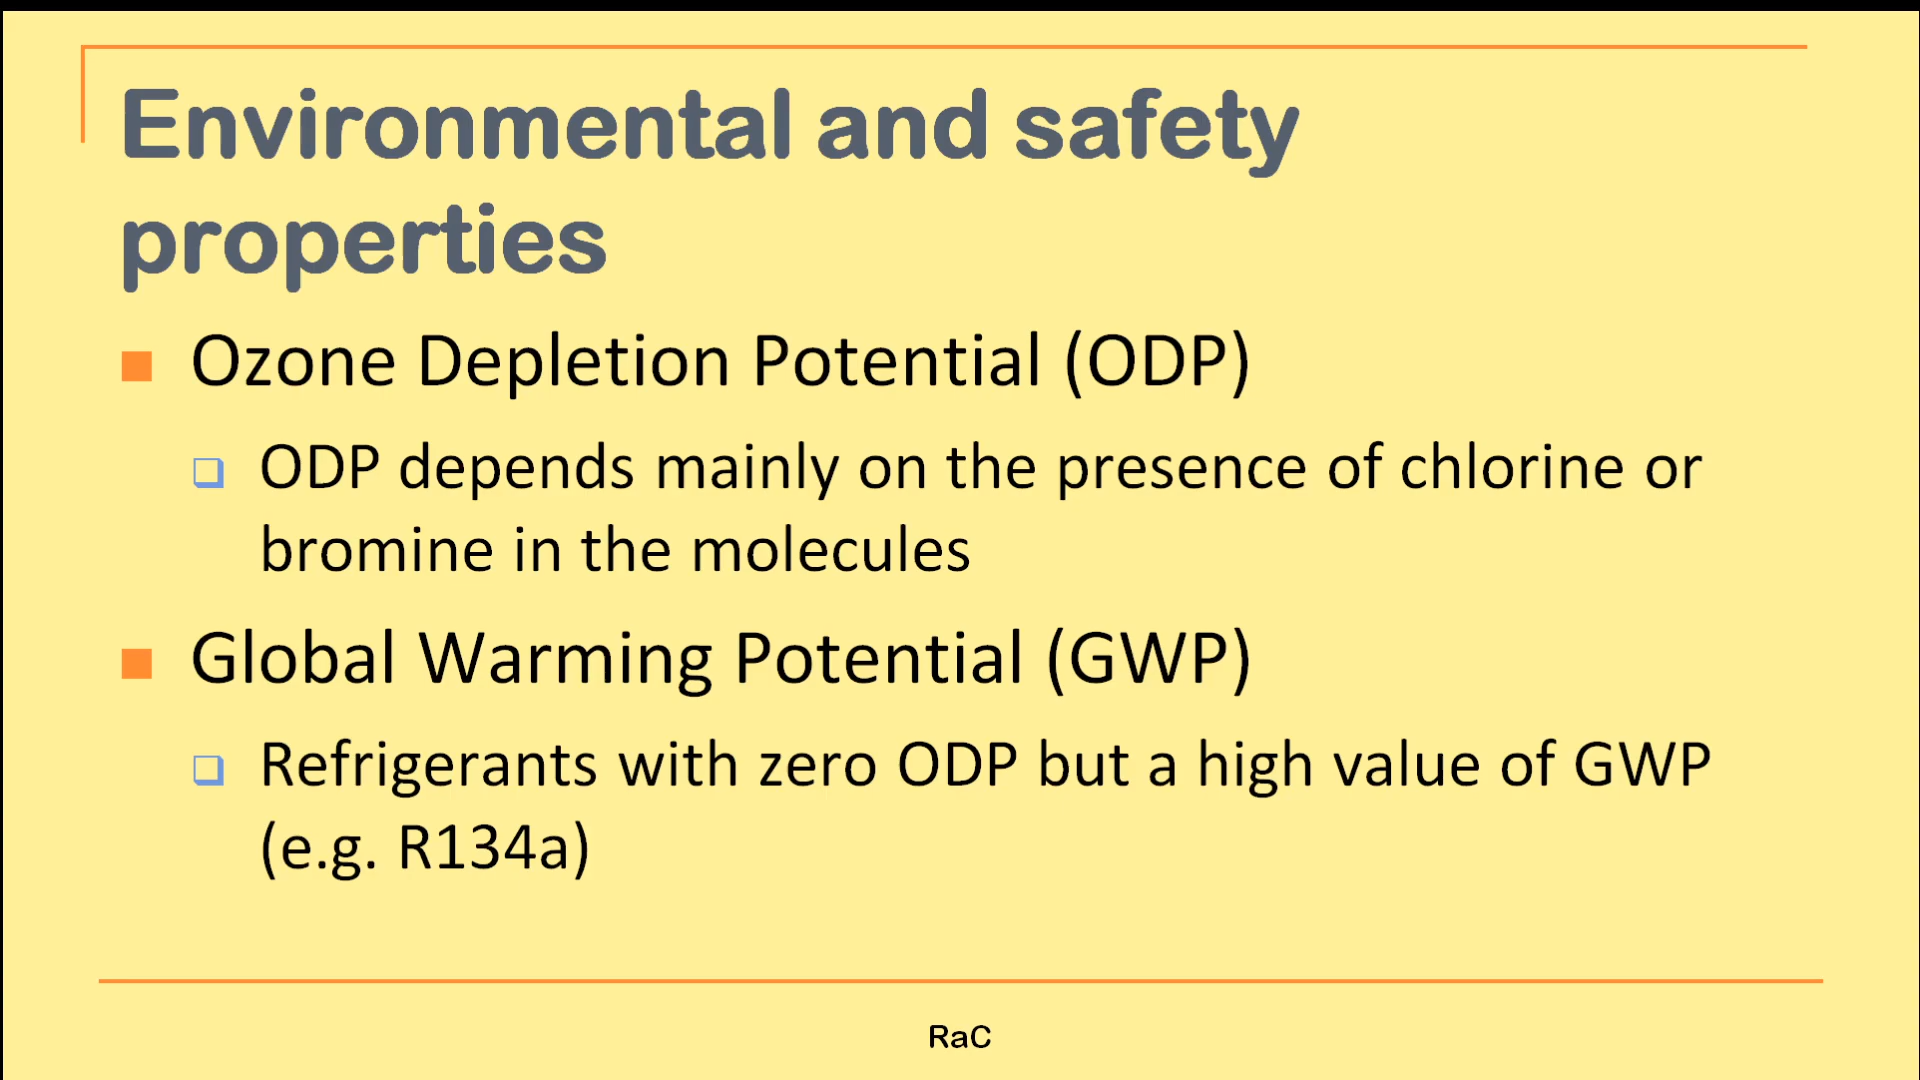 Environmental and safety
properties
Ozone Depletion Potential (ODP)
ODP depends mainly on the presence of chlorine or
bromine in the molecules
Global Warming Potential (GWP)
Refrigerants with zero ODP but a high value of GWP
(e.g. R134a)
RaC